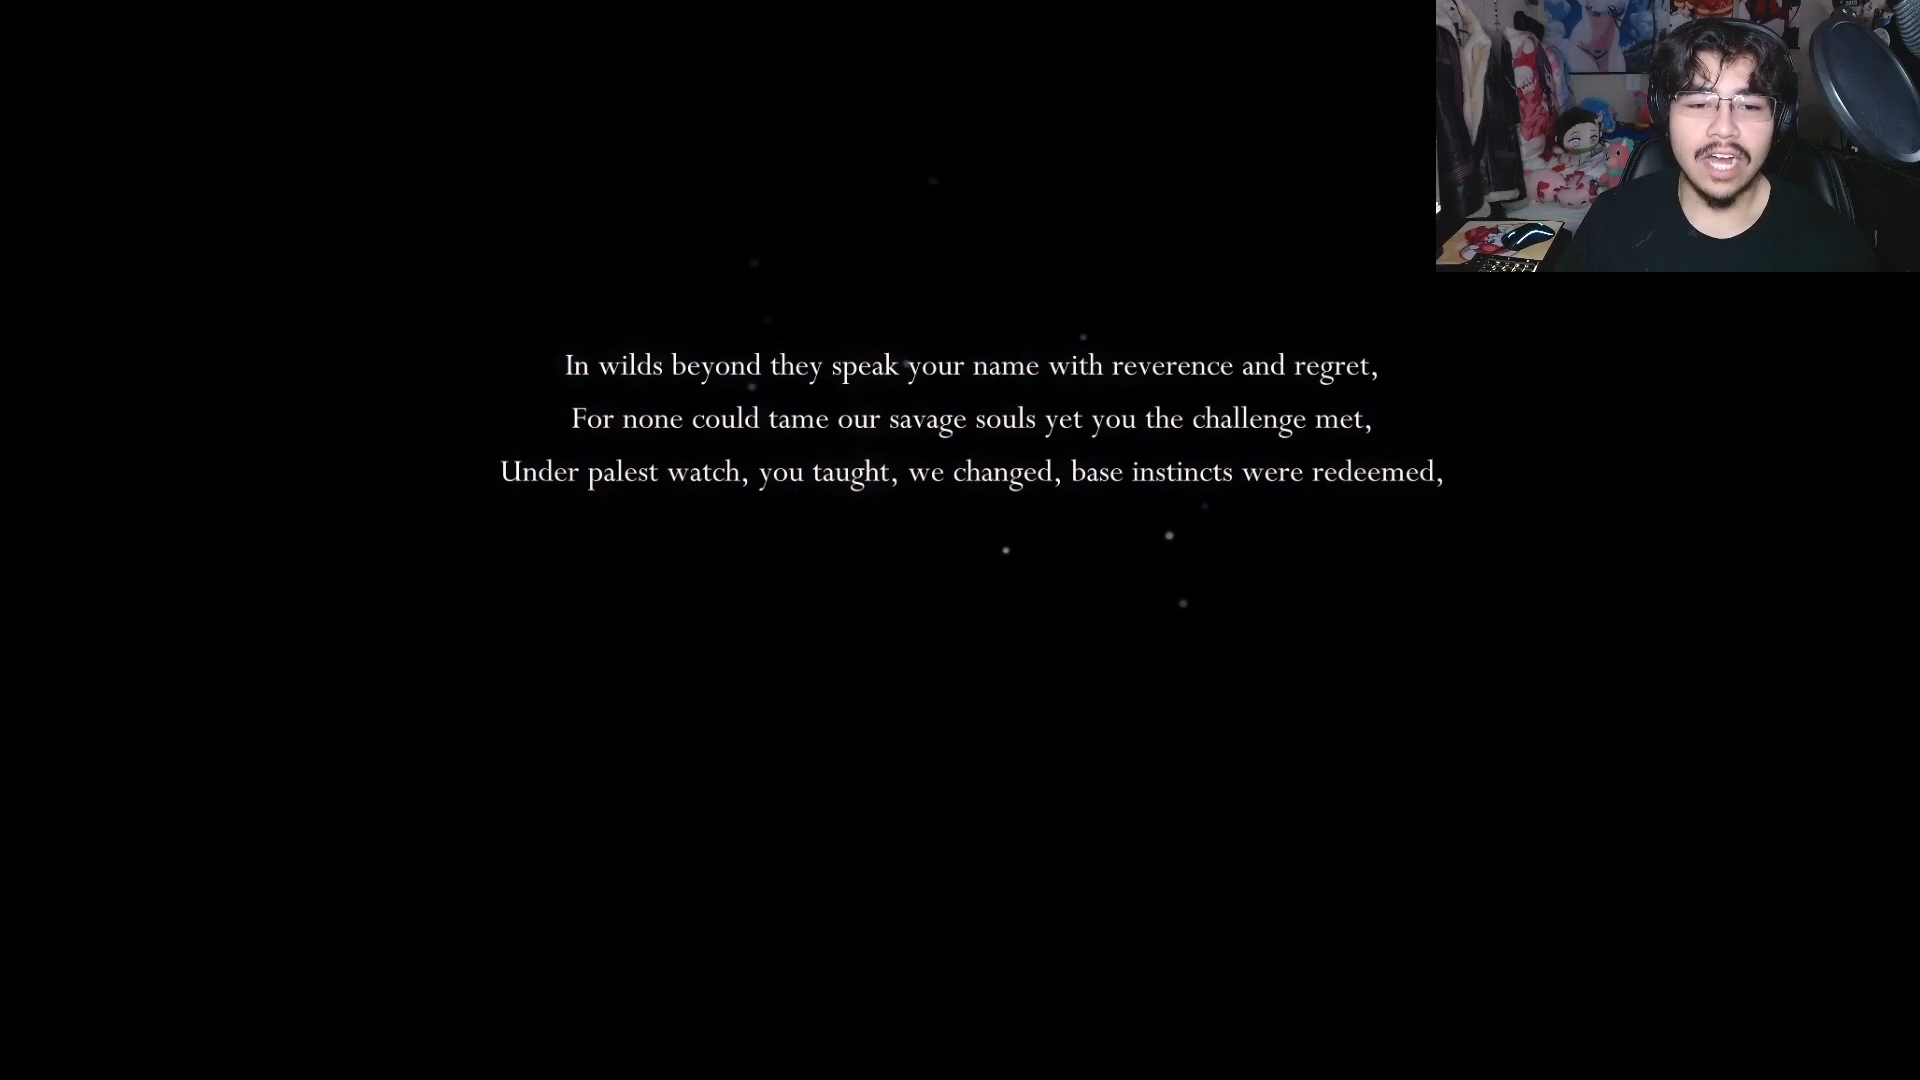 In wilds beyond they speak your name with reverence and regret,
For none could tame our savage souls yet you the challenge met,
Under palest watch, you taught, we changed, base instincts were redeemed,